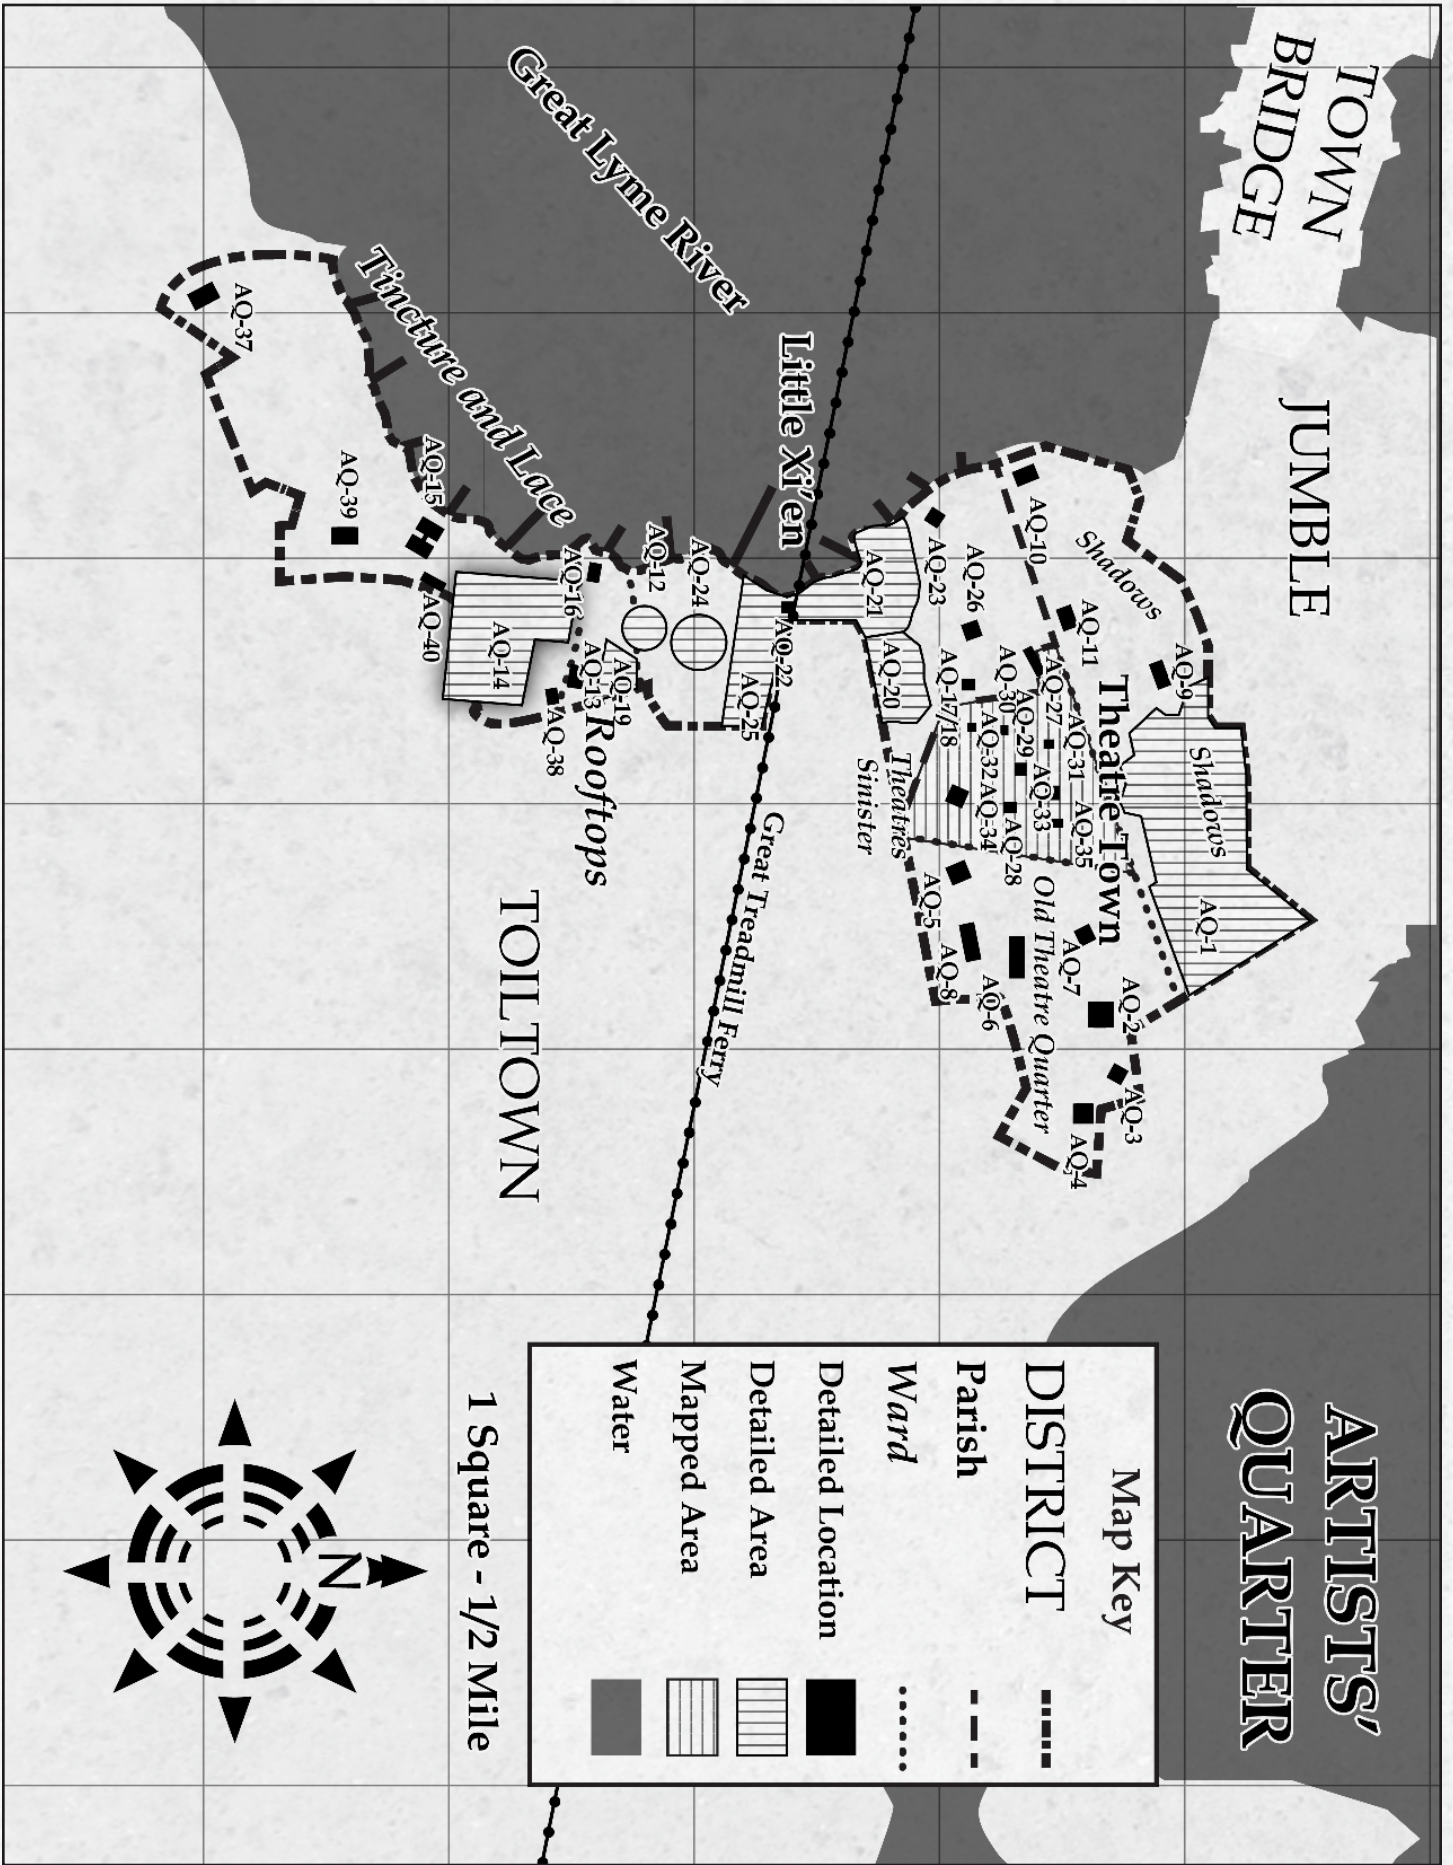 ARTISTS’
QUARTER
TOWN
BRIDGE
JUMBLE
Shadows
Shadows
AQ-1
AQ-9
AQ-10
AQ-11
Theatre Town
AQ-2
AQ-3
AQ-4
AQ-7
Old Theatre Quarter
AQ-6
AQ-8
AQ-5
AQ-31
AQ-35
AQ-27
AQ-33
AQ-29
AQ-28
AQ-30
AQ-32
AQ-34
AQ-26
AQ-17/18
AQ-23
Theatres
Sinister
AQ-20
AQ-21
Little Xi’en
AQ-22
AQ-25
Great Treadmill Ferry
Great Lyme River
AQ-24
AQ-12
AQ-19
AQ-13
Rooftops
AQ-16
AQ-38
Tincture and Lace
TOILTOWN
AQ-14
AQ-15
AQ-40
AQ-39
AQ-37
Map Key
DISTRICT
Parish
Ward
Detailed Location
Detailed Area
Mapped Area
Water
1 Square - 1/2 Mile
N